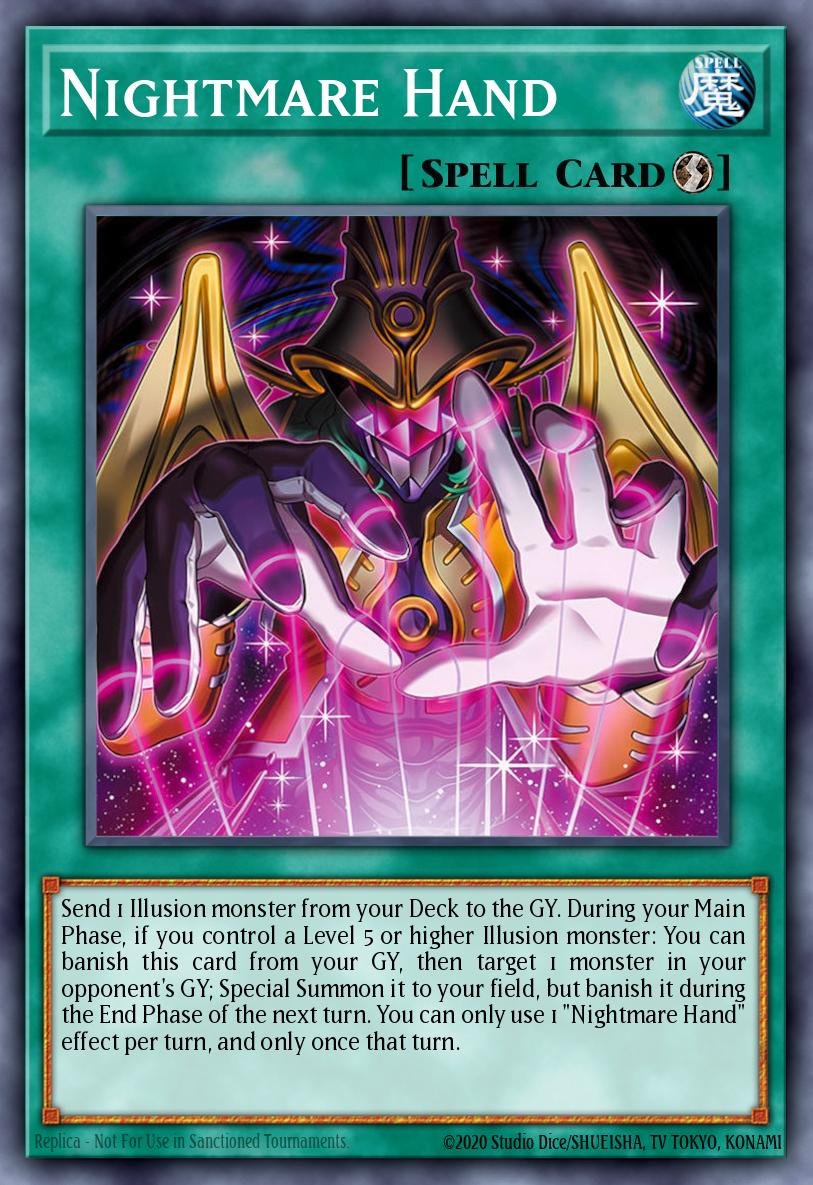 Nightmare Hand
SPELL
魔
[Spell Card]
Send 1 Illusion monster from your Deck to the GY. During your Main
Phase, if you control a Level 5 or higher Illusion monster: You can
banish this card from your GY, then target 1 monster in your
opponent's GY; Special Summon it to your field, but banish it during
the End Phase of the next turn. You can only use 1 "Nightmare Hand"
effect per turn, and only once that turn.
Replica - Not For Use in Sanctioned Tournaments.
©2020 Studio Dice/SHUEISHA, TV TOKYO, KONAMI